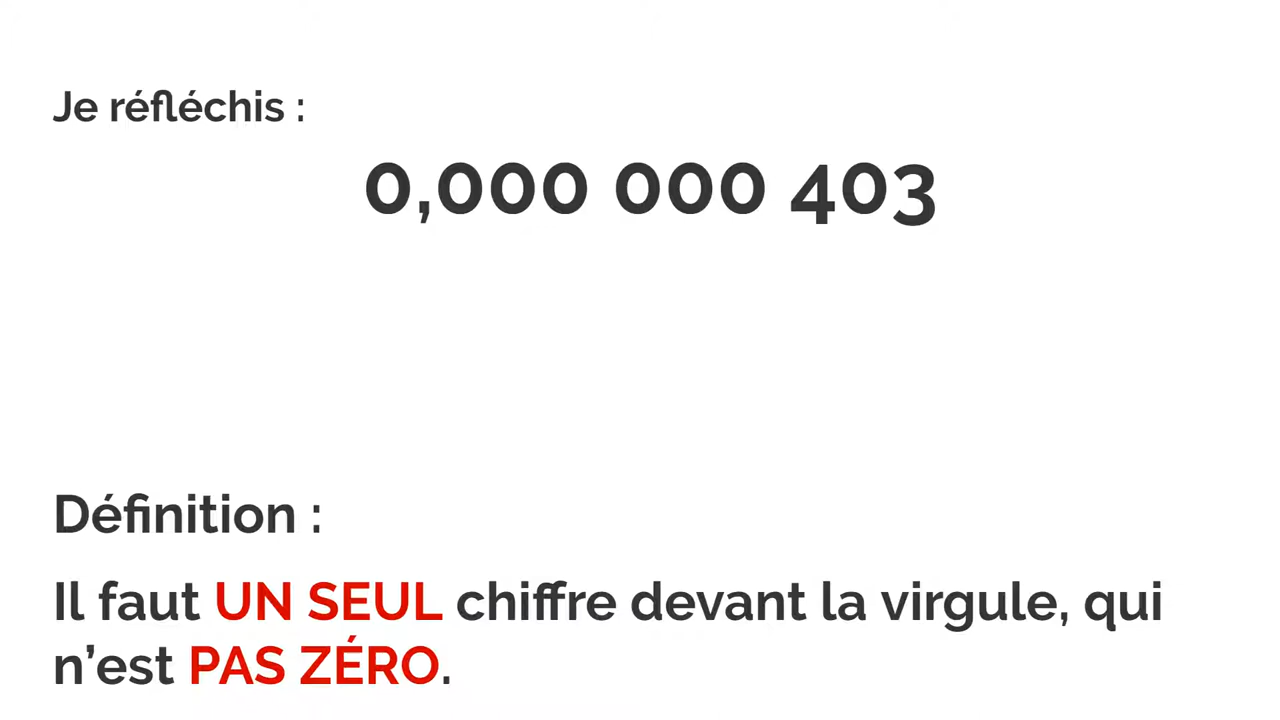 Je réfléchis :
0,000 000 403
Définition :
Il faut UN SEUL chiffre devant la virgule, qui
n’est PAS ZÉRO.